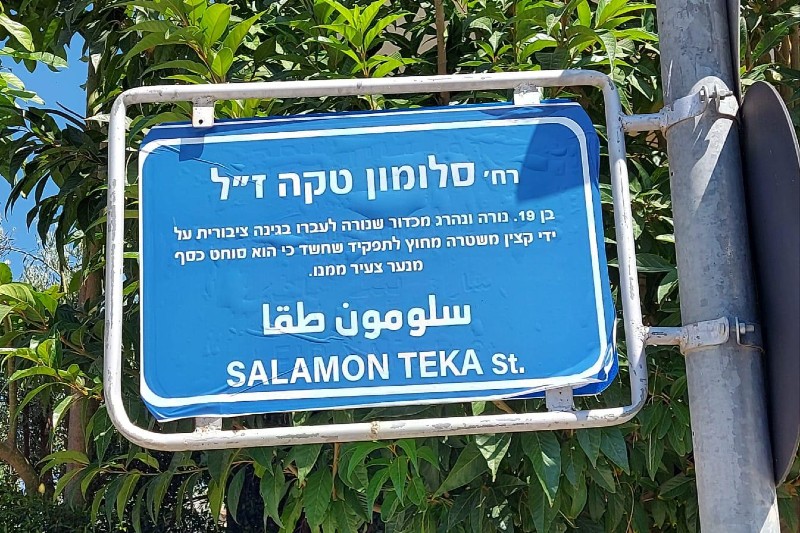 רח׳ סלומון טקה ז״ל
בן 19. נורה ונהרג מכדור שנורה לעברו בגינה ציבורית על
ידי קצין משטרה מחוץ לתפקיד שחשד כי הוא סוחט כסף
מנער צעיר ממנו.
سلومون طقا
SALAMON TEKA St.